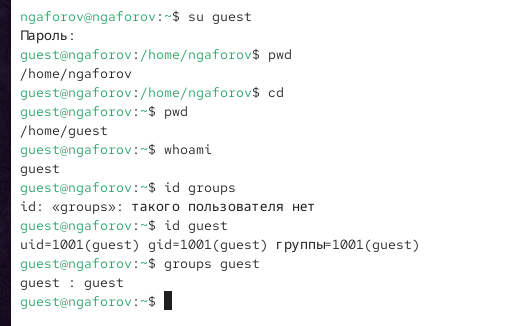 ngaforov@ngaforov:~$ su guest
Пароль:
guest@ngaforov:/home/ngaforov$ pwd
/home/ngaforov
guest@ngaforov:/home/ngaforov$ cd
guest@ngaforov:~$ pwd
/home/guest
guest@ngaforov:~$ whoami
guest
guest@ngaforov:~$ id groups
id: «groups»: такого пользователя нет
guest@ngaforov:~$ id guest
uid=1001(guest) gid=1001(guest) группы=1001(guest)
guest@ngaforov:~$ groups guest
guest : guest
guest@ngaforov:~$